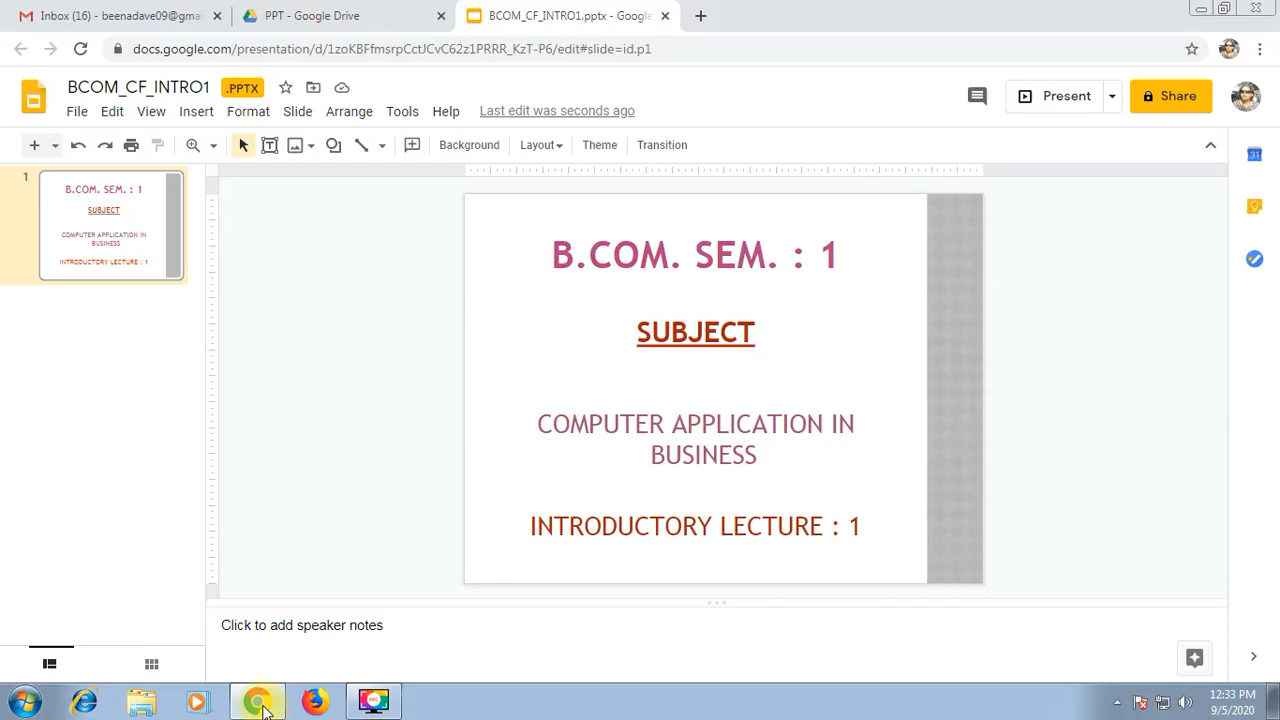 Inbox (16) - beenadave09@gmai
PPT - Google Drive
BCOM_CF_INTRO1.pptx - Google
docs.google.com/presentation/d/1zoKBFfmsrpCctJCvC62z1PRRR_KzT-P6/edit#slide=id.p1
BCOM_CF_INTRO1 .PPTX
Present
Share
File Edit View Insert Format Slide Arrange Tools Help Last edit was seconds ago
Background Layout Theme Transition
31
1
B.COM. SEM. : 1
SUBJECT
COMPUTER APPLICATION IN
BUSINESS
INTRODUCTORY LECTURE : 1
B.COM. SEM. : 1
SUBJECT
COMPUTER APPLICATION IN
BUSINESS
INTRODUCTORY LECTURE : 1
Click to add speaker notes
REC
12:33 PM
9/5/2020